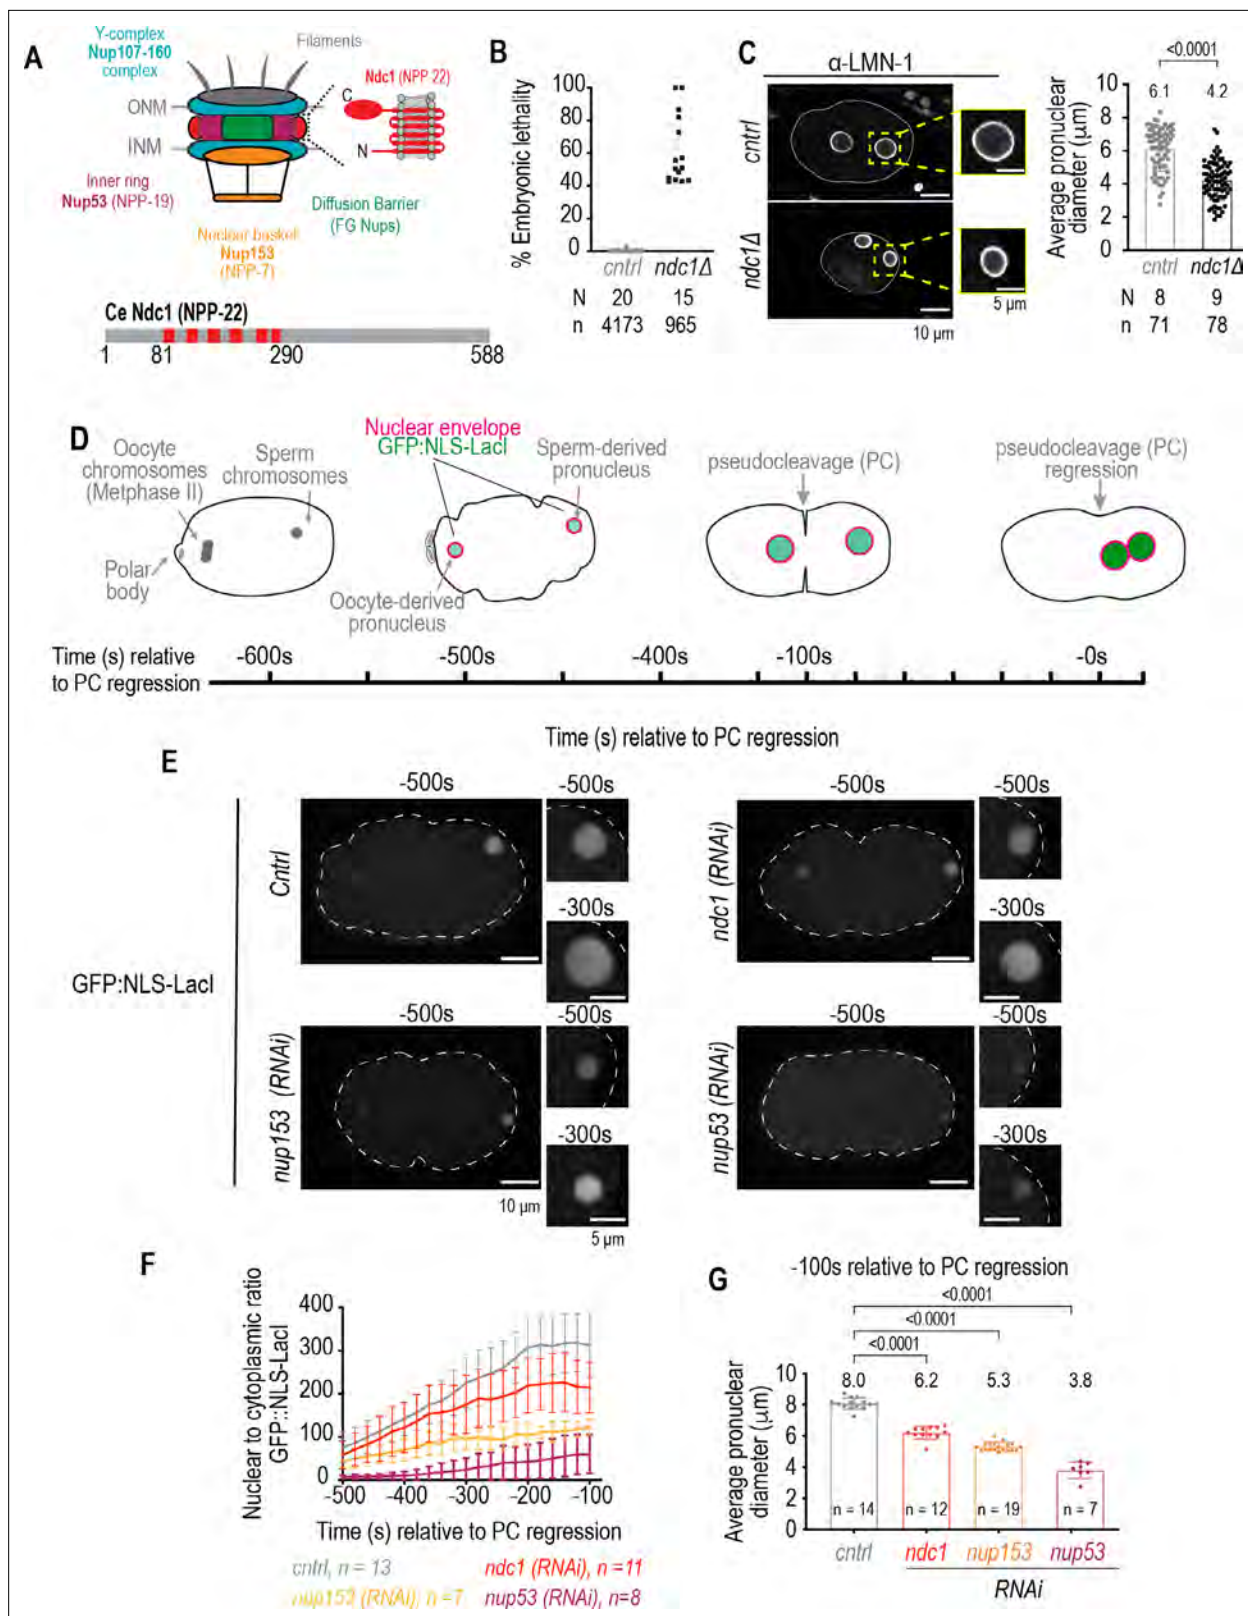 A
Y-complex
Nup107-160
complex
Filaments
Ndc1 (NPP 22)
C
ONM
INM
N
Inner ring
Nup53 (NPP-19)
Diffusion Barrier
(FG Nups)
Nuclear basket
Nup153
(NPP-7)
Ce Ndc1 (NPP-22)
1 81 290 588
B
% Embryonic lethality
100
80
60
40
20
0
cntrl ndc1Δ
N 20 15
n 4173 965
C
α-LMN-1
cntrl
ndc1Δ
10 µm
5 µm
Average pronuclear
diameter (µm)
<0.0001
10
8
6
4
2
0
6.1 4.2
cntrl ndc1Δ
N 8 9
n 71 78
D
Oocyte
chromosomes
(Metphase II)
Sperm
chromosomes
Polar
body
Nuclear envelope
GFP:NLS-LacI
Sperm-derived
pronucleus
Oocyte-derived
pronucleus
pseudocleavage (PC)
pseudocleavage (PC)
regression
Time (s) relative
to PC regression
-600s -500s -400s -100s -0s
Time (s) relative to PC regression
E
GFP:NLS-LacI
Cntrl
-500s
-500s
-300s
ndc1 (RNAi)
-500s
-500s
-300s
nup153 (RNAi)
-500s
-500s
-300s
10 µm
5 µm
nup53 (RNAi)
-500s
-500s
-300s
F
Nuclear to cytoplasmic ratio
GFP::NLS-LacI
400
300
200
100
0
-500 -400 -300 -200 -100
Time (s) relative to PC regression
cntrl, n = 13 ndc1 (RNAi), n =11
nup153 (RNAi), n =7 nup53 (RNAi), n=8
G
-100s relative to PC regression
<0.0001
<0.0001
<0.0001
Average pronuclear
diameter (µm)
10
8
6
4
2
0
8.0 6.2 5.3 3.8
n = 14 n = 12 n = 19 n = 7
cntrl ndc1 nup153 nup53
RNAi